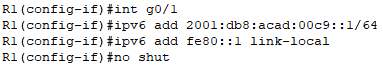 R1(config-if)#int g0/1
R1(config-if)#ipv6 add 2001:db8:acad:00c9::1/64
R1(config-if)#ipv6 add fe80::1 link-local
R1(config-if)#no shut